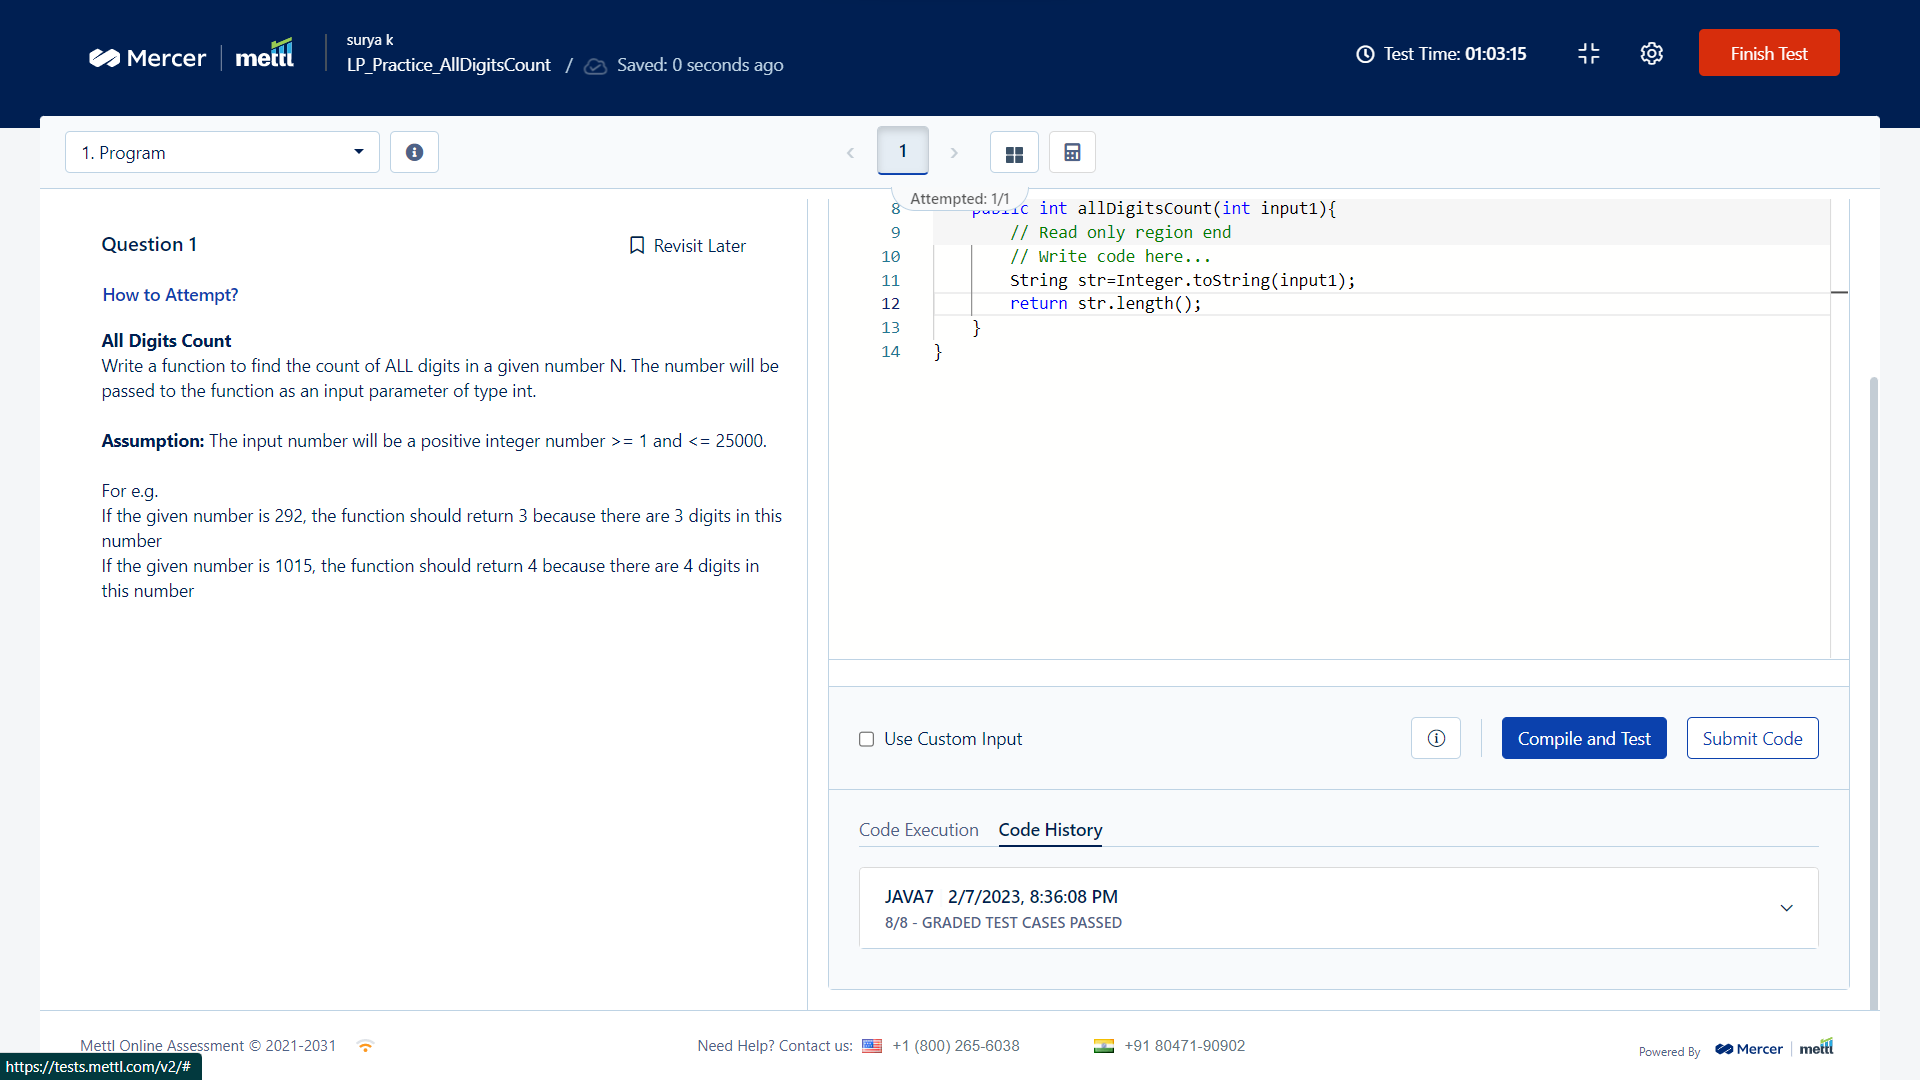 Mercer mettl
surya k
LP_Practice_AllDigitsCount / Saved: 0 seconds ago
Test Time: 01:03:15
Finish Test
1. Program
1
Attempted: 1/1
Question 1
Revisit Later
How to Attempt?
All Digits Count
Write a function to find the count of ALL digits in a given number N. The number will be
passed to the function as an input parameter of type int.
Assumption: The input number will be a positive integer number >= 1 and <= 25000.
For e.g.
If the given number is 292, the function should return 3 because there are 3 digits in this
number
If the given number is 1015, the function should return 4 because there are 4 digits in
this number
8 public int allDigitsCount(int input1){
9 // Read only region end
10 // Write code here...
11 String str=Integer.toString(input1);
12 return str.length();
13 }
14 }
Use Custom Input
Compile and Test
Submit Code
Code Execution
Code History
JAVA7 2/7/2023, 8:36:08 PM
8/8 - GRADED TEST CASES PASSED
Mettl Online Assessment © 2021-2031
Need Help? Contact us: +1 (800) 265-6038
+91 80471-90902
Powered By Mercer mettl
https://tests.mettl.com/v2/#